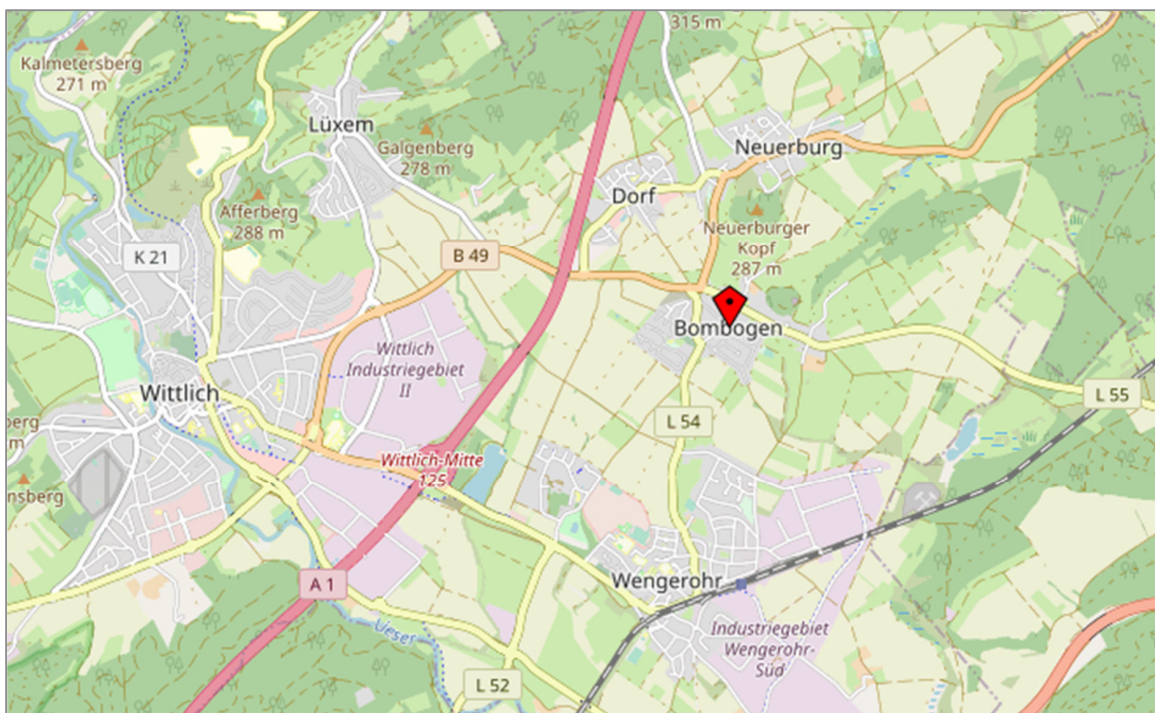 315 m
Kalmetersberg
271 m
Lüxem
Galgenberg
278 m
Neuerburg
Dorf
Afferberg
288 m
Neuerburger
Kopf
287 m
K 21
B 49
Bombogen
Wittlich
Industriegebiet
II
Wittlich
L 55
L 54
berg
m
Wittlich-Mitte
125
nsberg
A 1
Wengerohr
Ueser
Industriegebiet
Wengerohr-
Süd
L 52